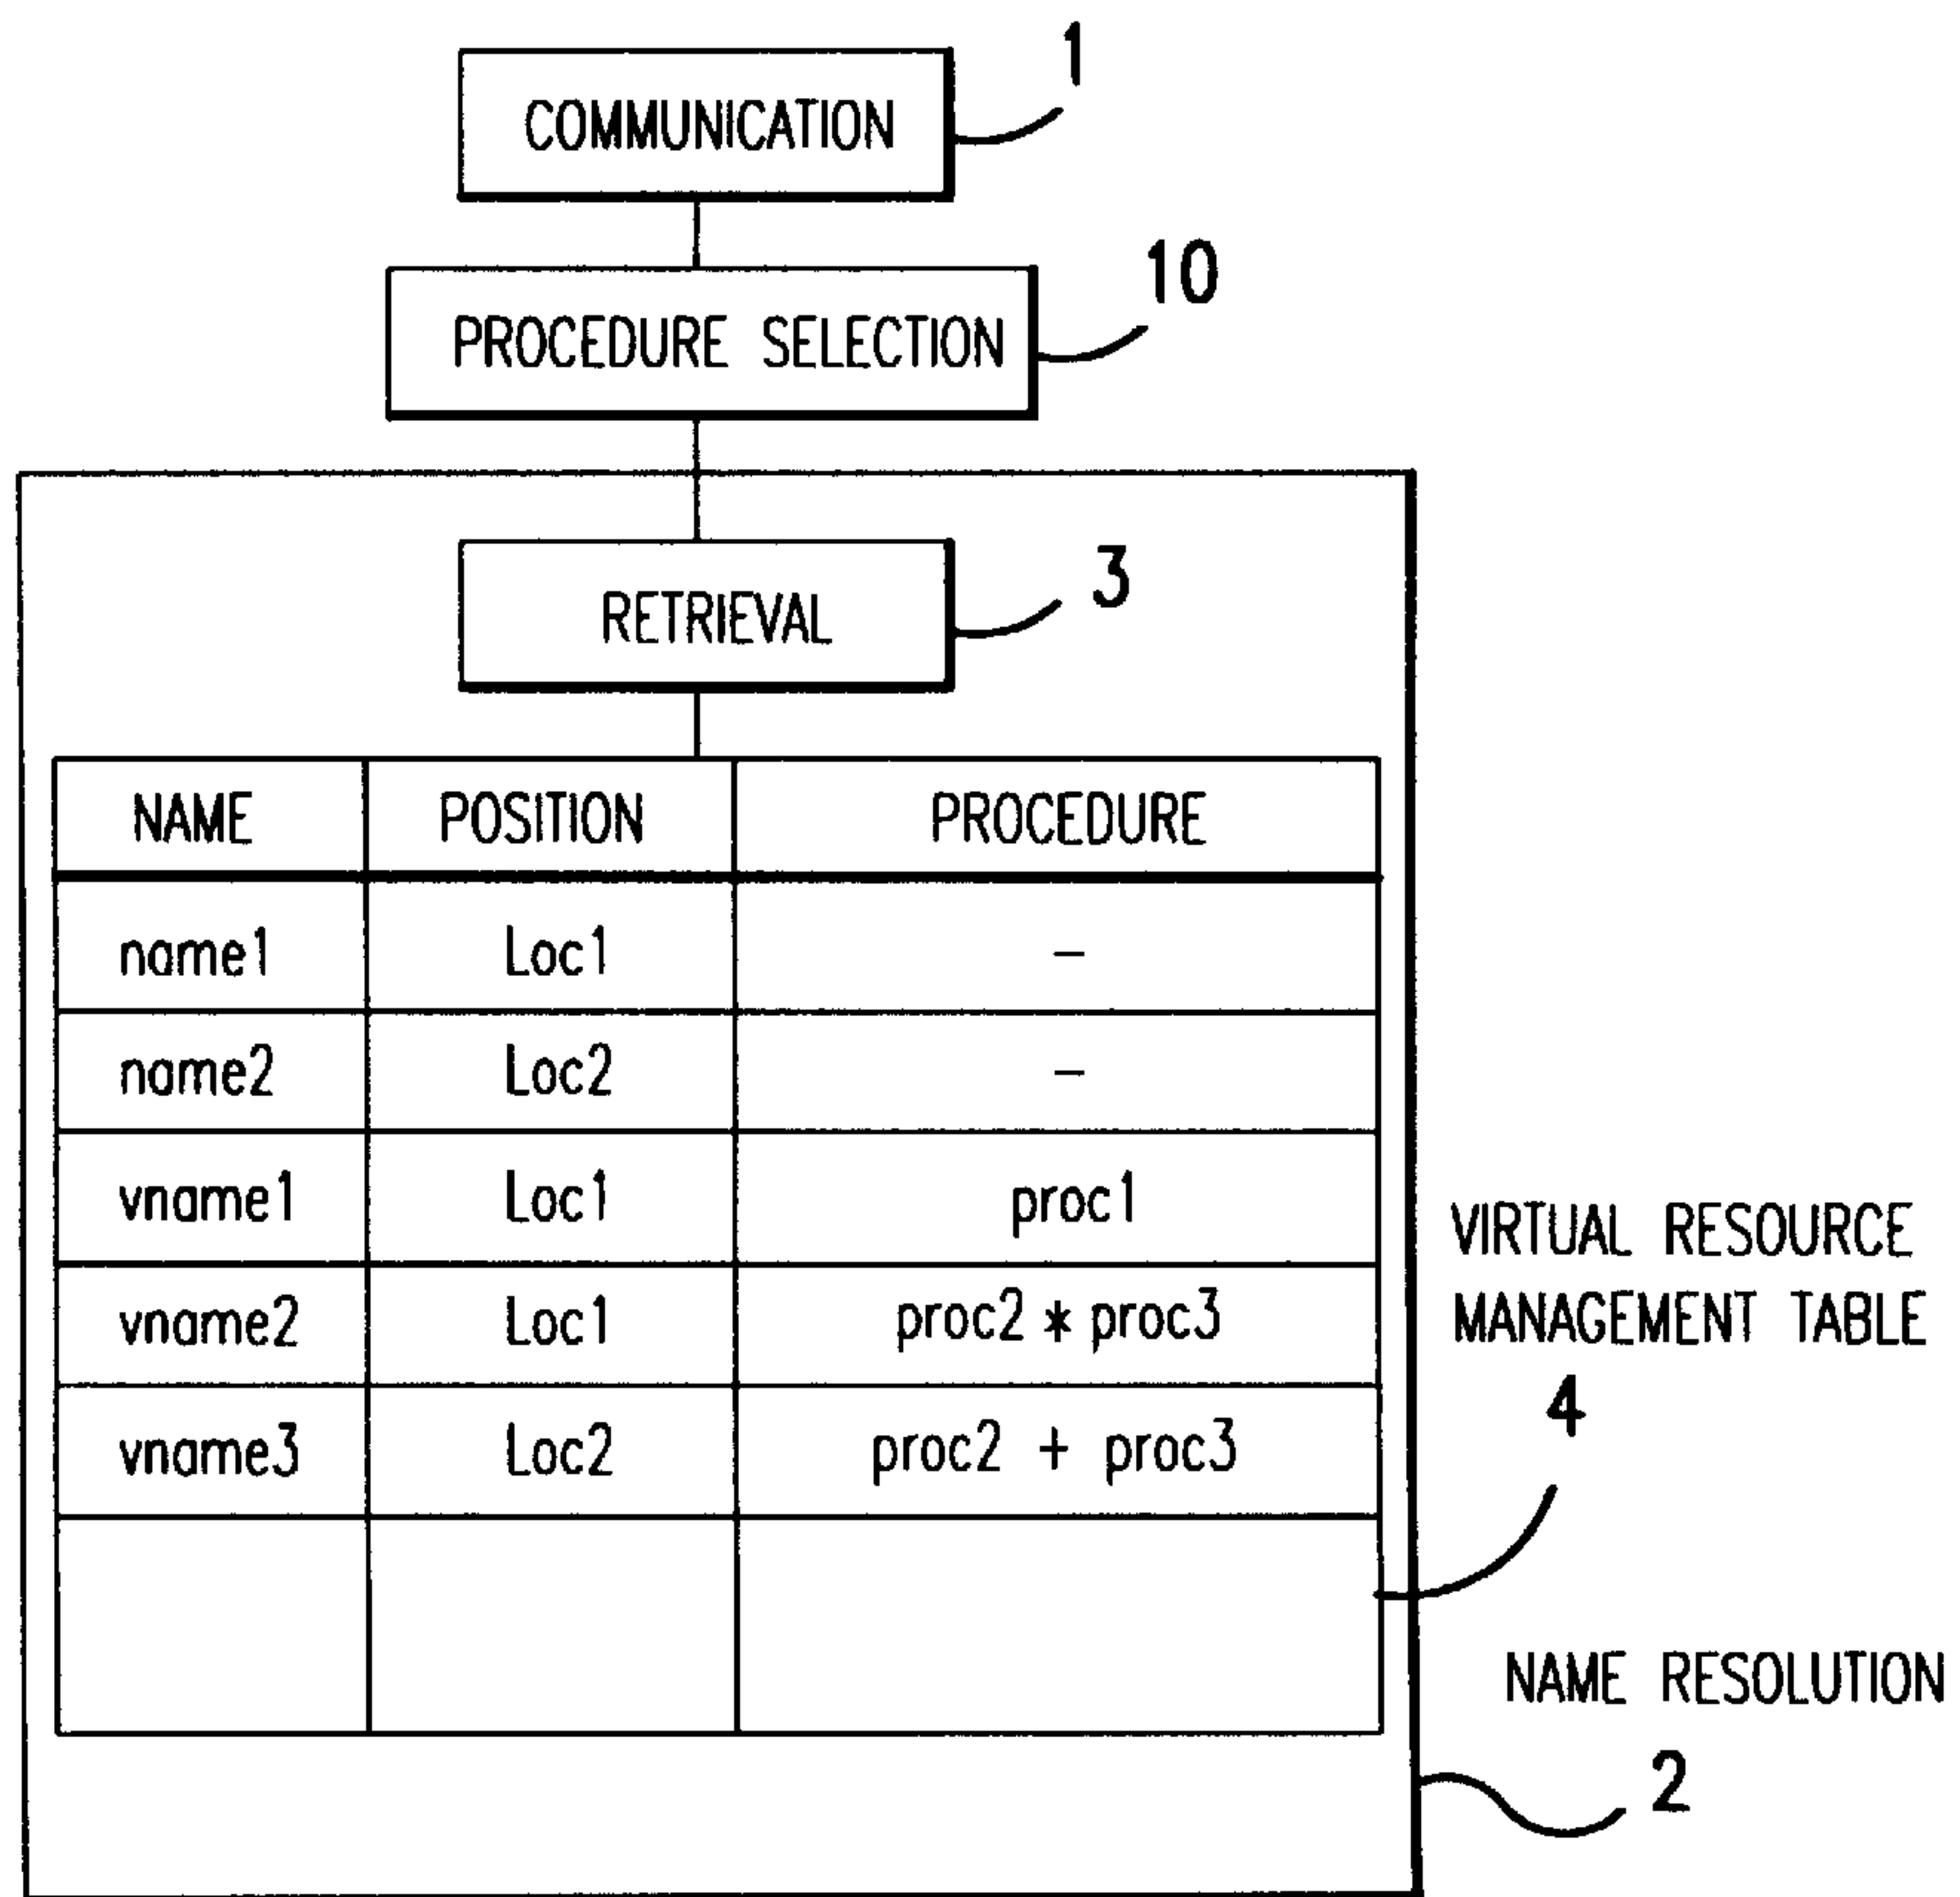 1
COMMUNICATION
10
PROCEDURE SELECTION
3
RETRIEVAL
NAME POSITION PROCEDURE
name1 Loc1 –
name2 Loc2 –
vname1 Loc1 proc1
vname2 Loc1 proc2 * proc3
vname3 Loc2 proc2 + proc3
VIRTUAL RESOURCE
MANAGEMENT TABLE
4
NAME RESOLUTION
2